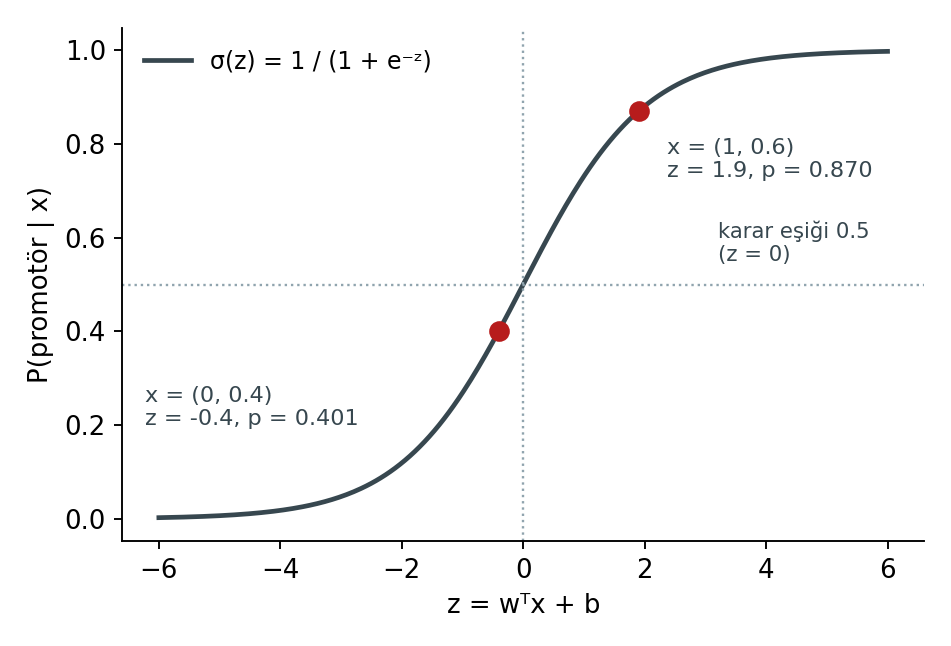 σ(z) = 1 / (1 + e⁻ᶻ)
1.0
0.8
0.6
0.4
0.2
0.0
P(promotör | x)
x = (1, 0.6)
z = 1.9, p = 0.870
karar eşiği 0.5
(z = 0)
x = (0, 0.4)
z = -0.4, p = 0.401
−6 −4 −2 0 2 4 6
z = wᵀx + b